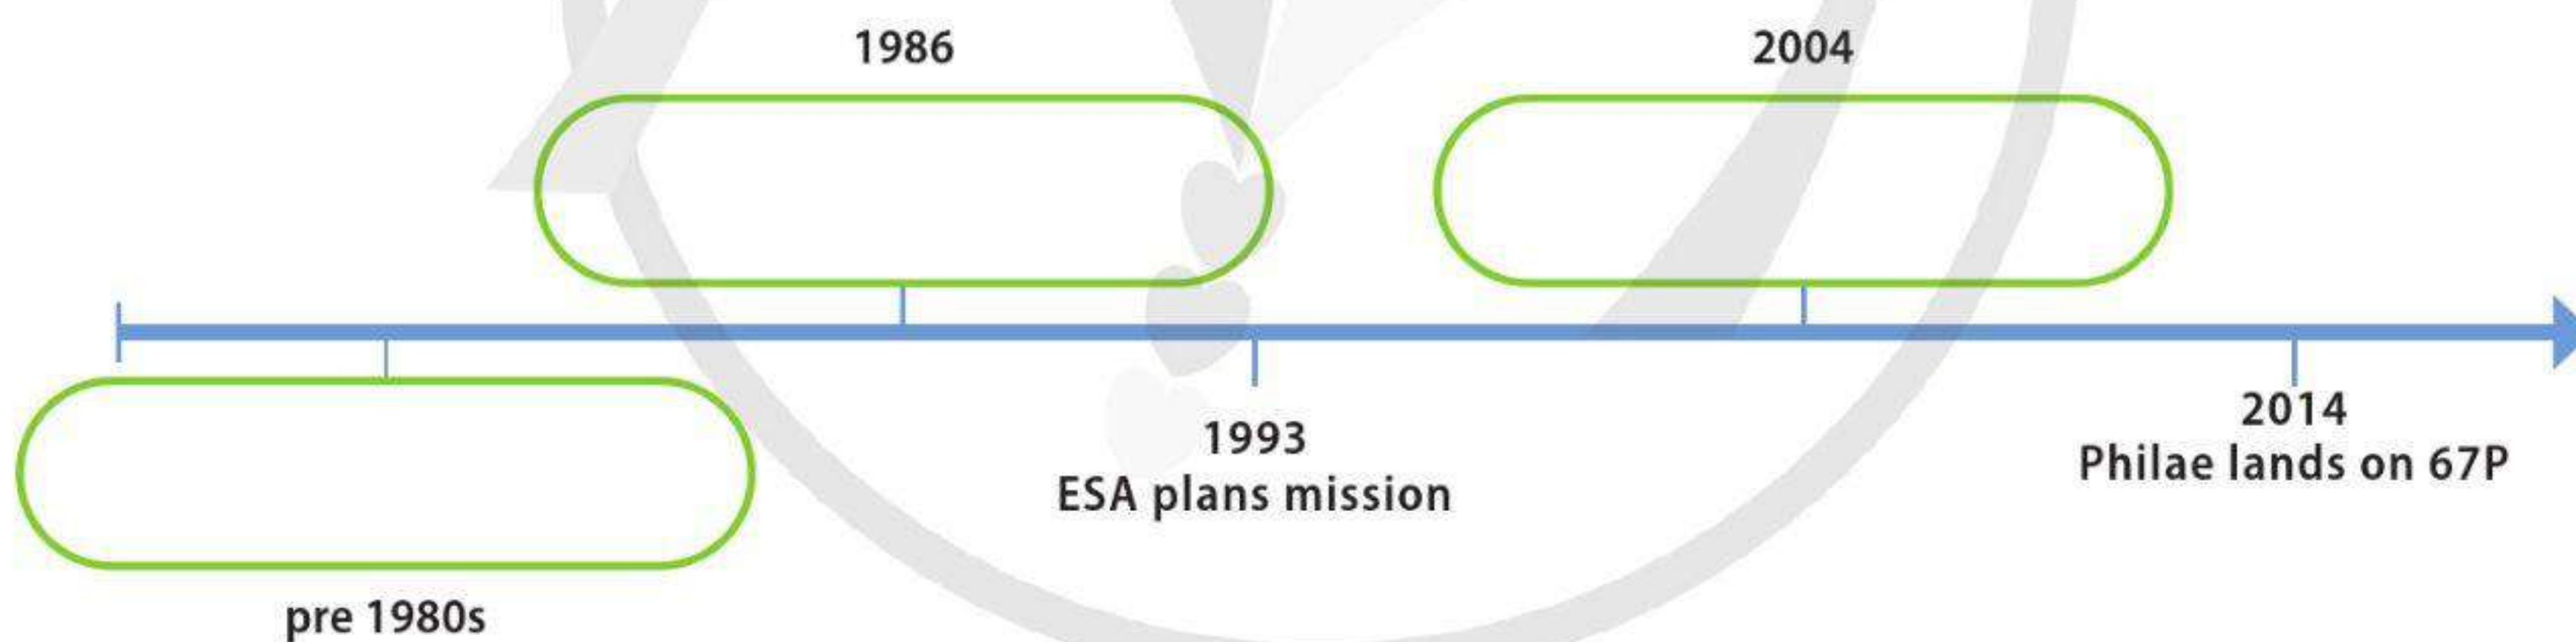 1986
2004
1993
ESA plans mission
2014
Philae lands on 67P
pre 1980s